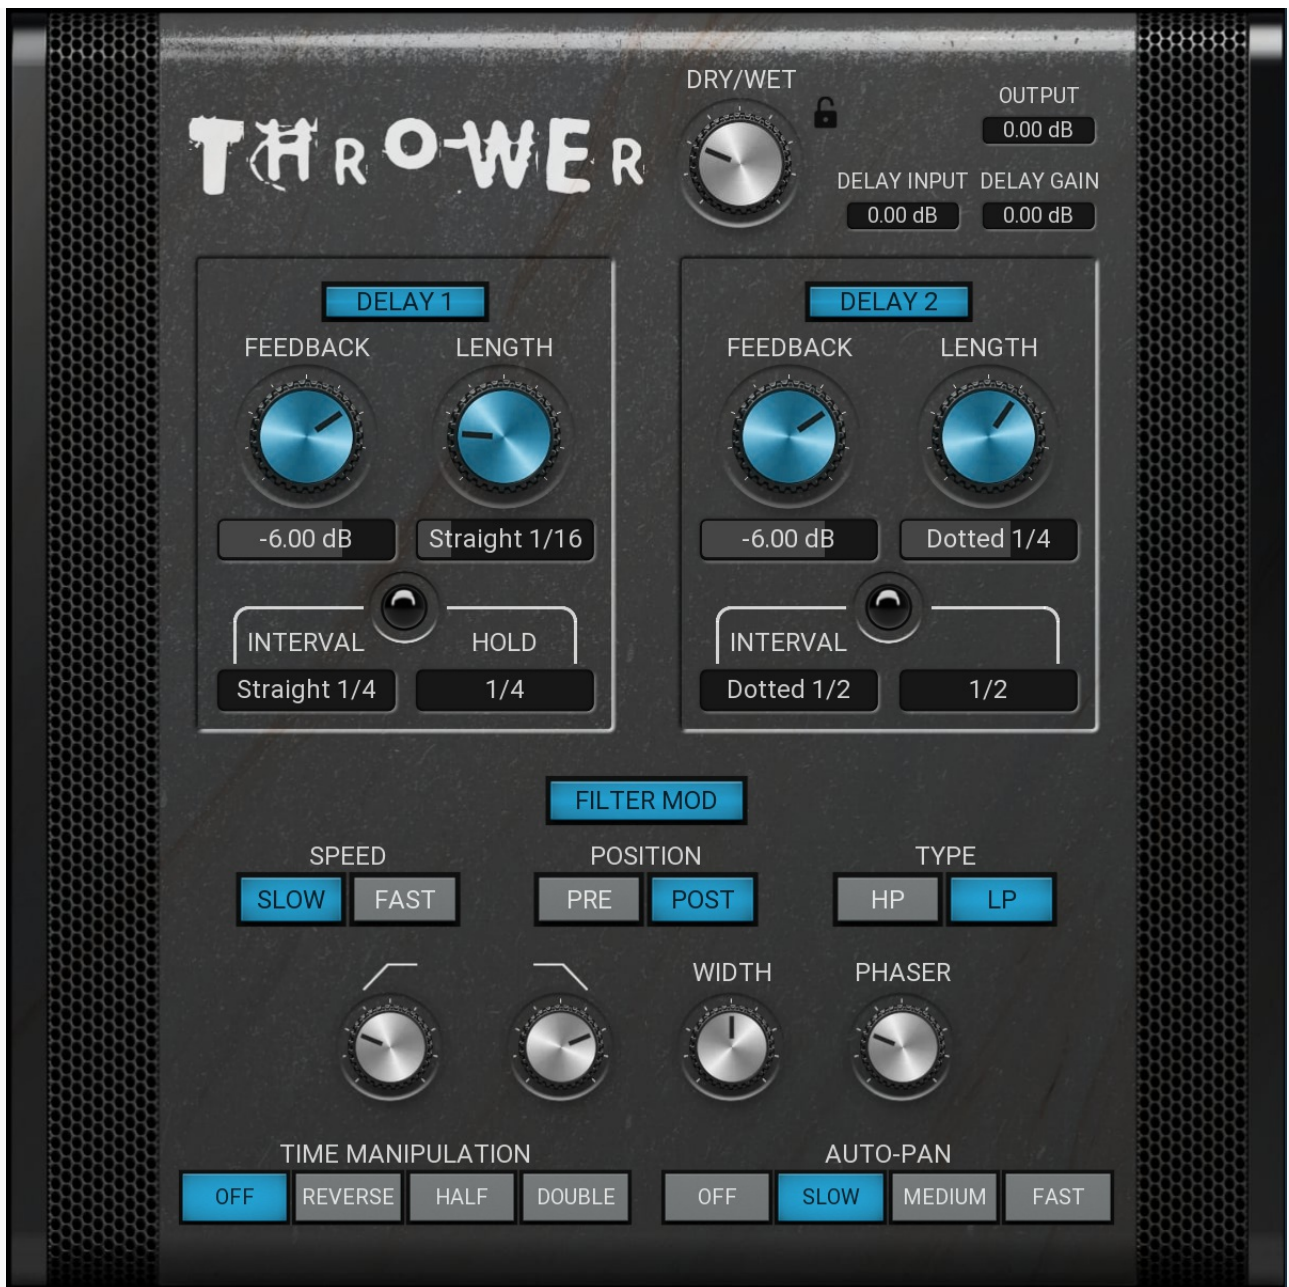 DRY/WET
OUTPUT
0.00 dB
THROWER
DELAY INPUT DELAY GAIN
0.00 dB 0.00 dB
DELAY 1 DELAY 2
FEEDBACK LENGTH FEEDBACK LENGTH
-6.00 dB Straight 1/16 -6.00 dB Dotted 1/4
INTERVAL HOLD INTERVAL
Straight 1/4 1/4 Dotted 1/2 1/2
FILTER MOD
SPEED POSITION TYPE
SLOW FAST PRE POST HP LP
WIDTH PHASER
TIME MANIPULATION AUTO-PAN
OFF REVERSE HALF DOUBLE OFF SLOW MEDIUM FAST